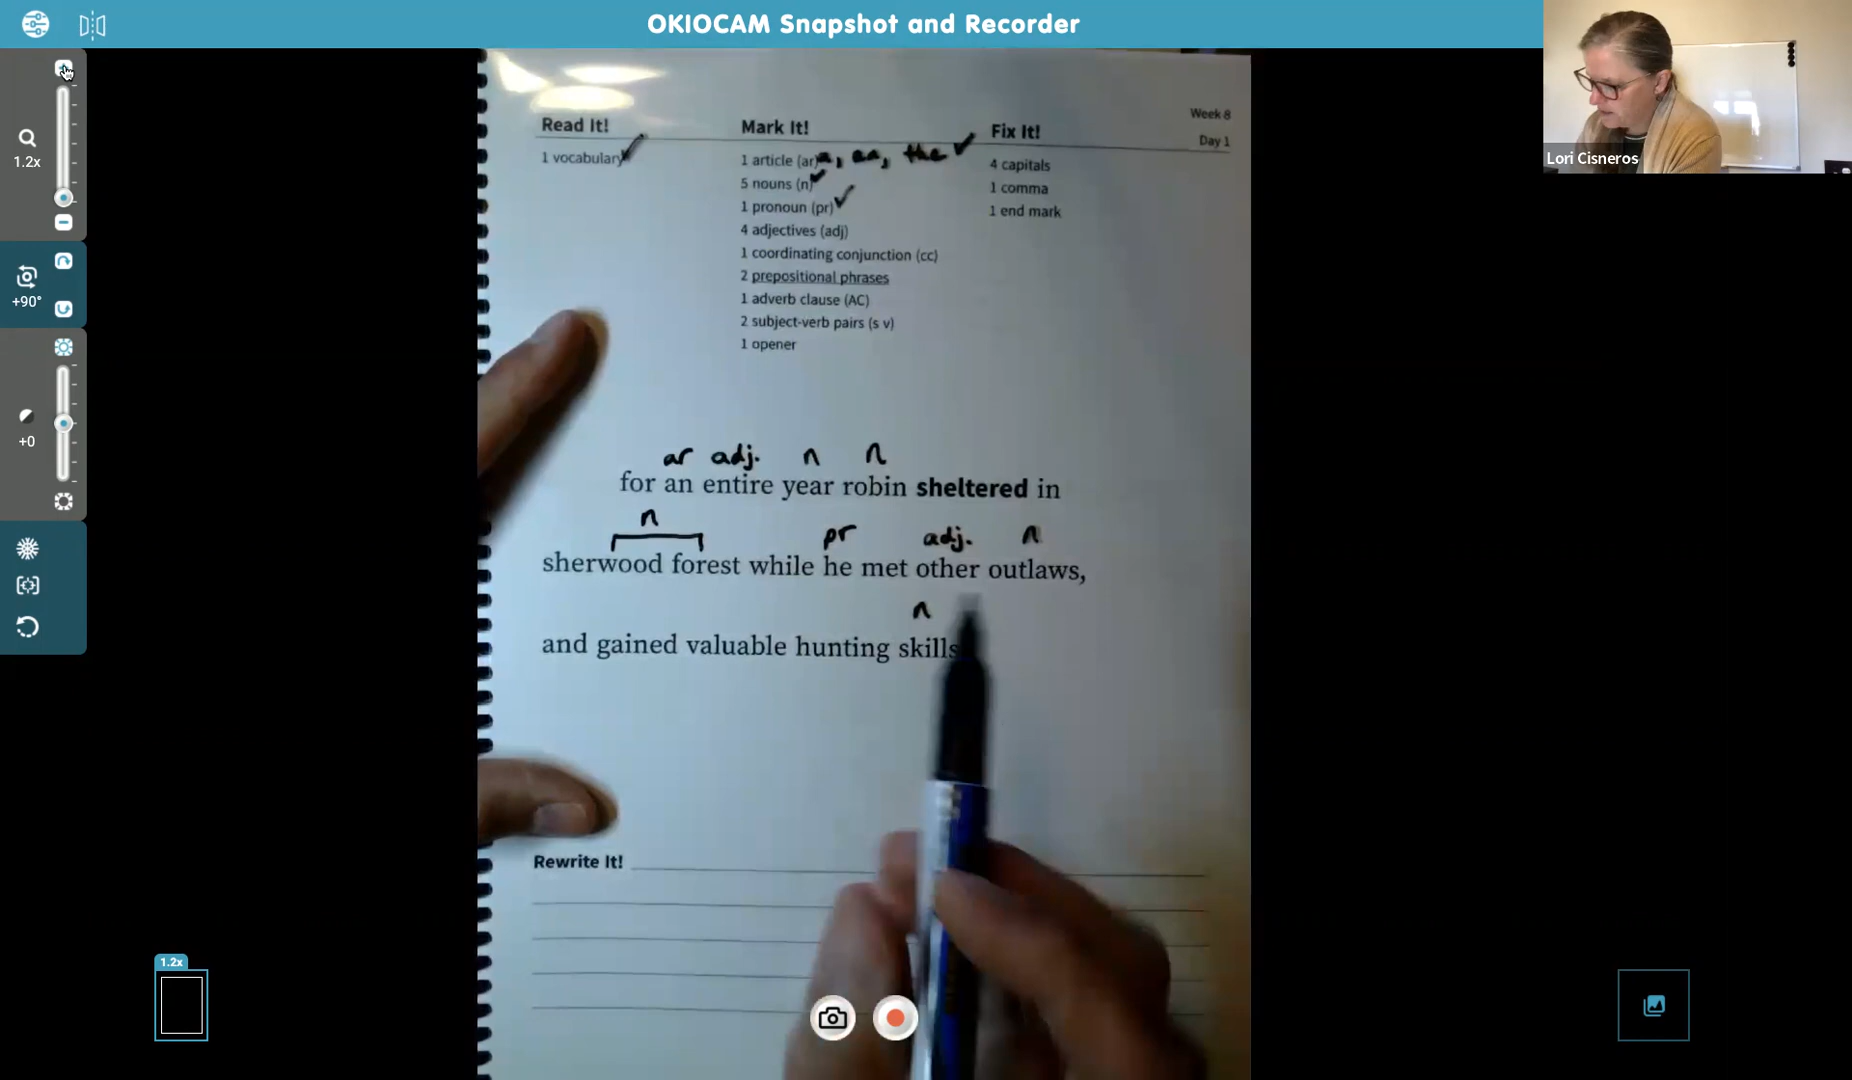 OKIOCAM Snapshot and Recorder
Lori Cisneros
1.2x
+90°
+0
1.2x
Week 8
Day 1
Read It!
1 vocabulary
Mark It!
1 article (ar) a, an, the
5 nouns (n)
1 pronoun (pr)
4 adjectives (adj)
1 coordinating conjunction (cc)
2 prepositional phrases
1 adverb clause (AC)
2 subject-verb pairs (s v)
1 opener
Fix It!
4 capitals
1 comma
1 end mark
ar adj. n n
for an entire year robin sheltered in
n pr adj. n
sherwood forest while he met other outlaws,
n
and gained valuable hunting skills
Rewrite It!